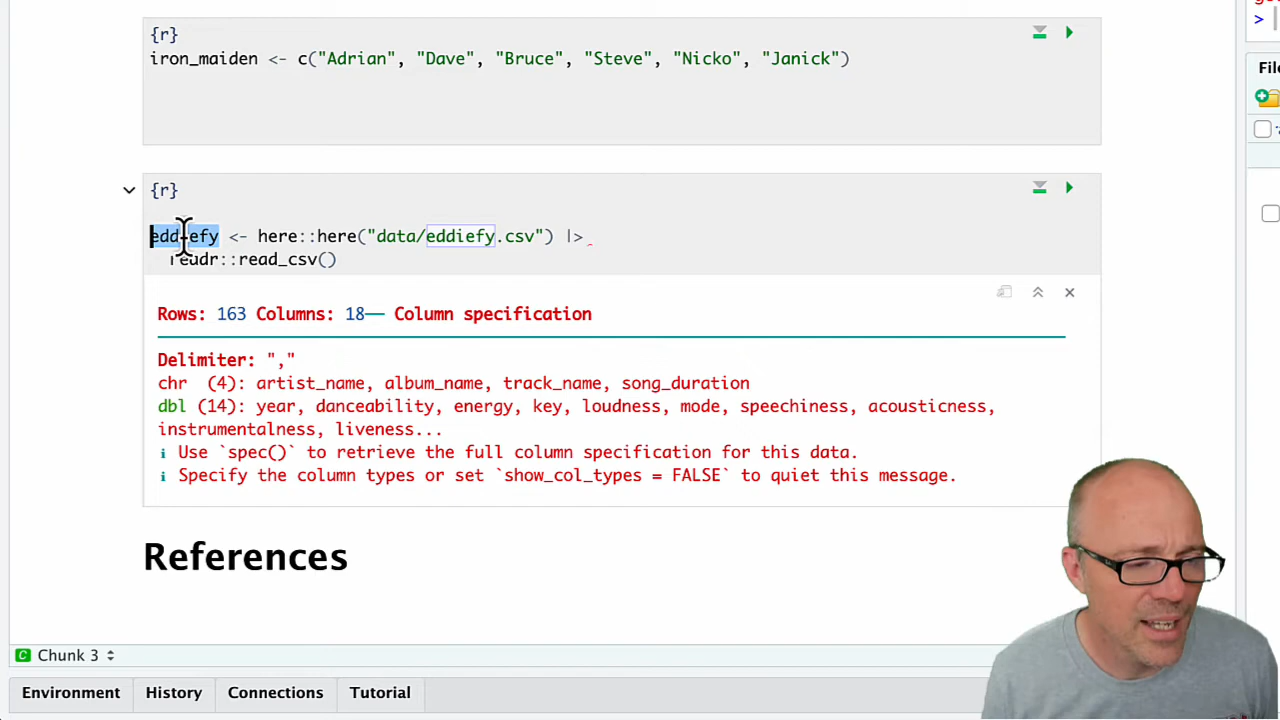 {r}
iron_maiden <- c("Adrian", "Dave", "Bruce", "Steve", "Nicko", "Janick")
>
File
{r}
eddiefy <- here::here("data/eddiefy.csv") |>
readr::read_csv()
Rows: 163 Columns: 18── Column specification
Delimiter: ","
chr (4): artist_name, album_name, track_name, song_duration
dbl (14): year, danceability, energy, key, loudness, mode, speechiness, acousticness,
instrumentalness, liveness...
ℹ Use `spec()` to retrieve the full column specification for this data.
ℹ Specify the column types or set `show_col_types = FALSE` to quiet this message.
References
C Chunk 3
Environment History Connections Tutorial